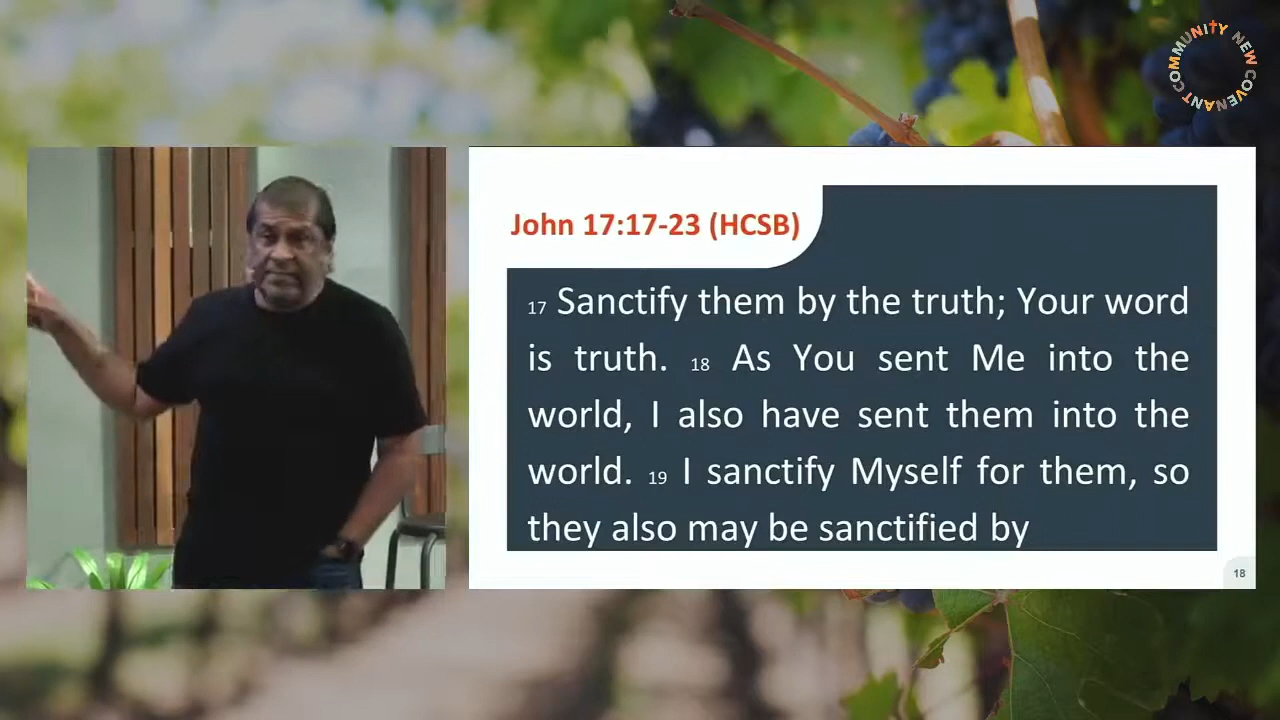 COMMUNITY NEW COVENANT
John 17:17-23 (HCSB)
17 Sanctify them by the truth; Your word
is truth. 18 As You sent Me into the
world, I also have sent them into the
world. 19 I sanctify Myself for them, so
they also may be sanctified by
18